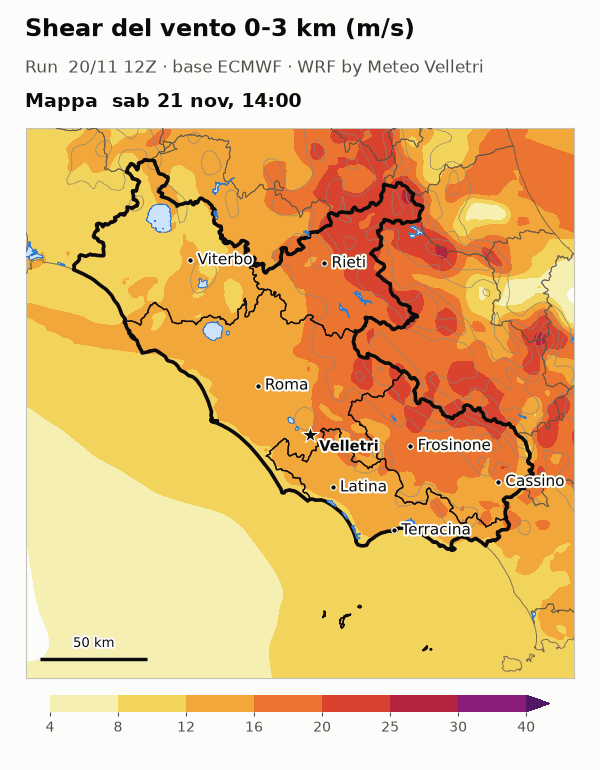 Shear del vento 0-3 km (m/s)
Run  20/11 12Z · base ECMWF · WRF by Meteo Velletri
Mappa  sab 21 nov, 14:00
Viterbo
Rieti
Roma
Velletri
Frosinone
Cassino
Latina
Terracina
50 km
4 8 12 16 20 25 30 40